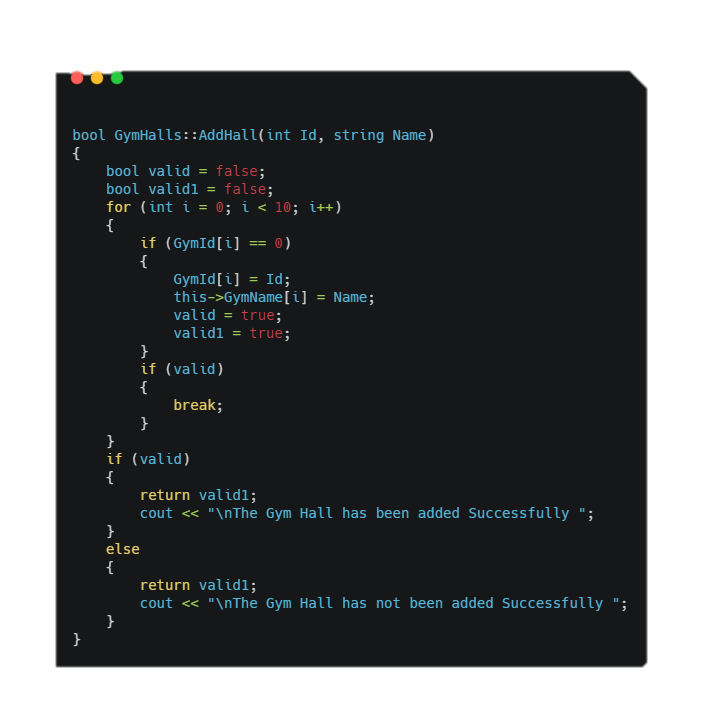 bool GymHalls::AddHall(int Id, string Name)
{
    bool valid = false;
    bool valid1 = false;
    for (int i = 0; i < 10; i++)
    {
        if (GymId[i] == 0)
        {
            GymId[i] = Id;
            this->GymName[i] = Name;
            valid = true;
            valid1 = true;
        }
        if (valid)
        {
            break;
        }
    }
    if (valid)
    {
        return valid1;
        cout << "\nThe Gym Hall has been added Successfully ";
    }
    else
    {
        return valid1;
        cout << "\nThe Gym Hall has not been added Successfully ";
    }
}